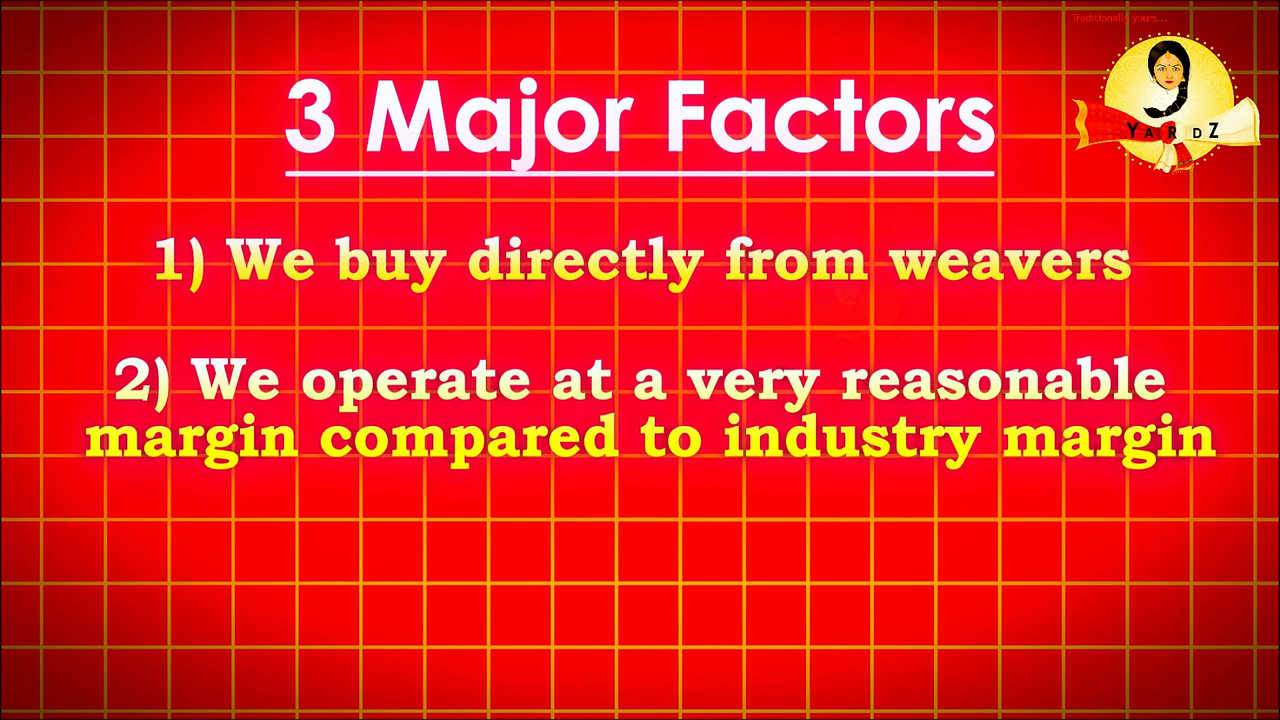 Traditionally yours...
3 Major Factors
YARDZ
1) We buy directly from weavers
2) We operate at a very reasonable
margin compared to industry margin